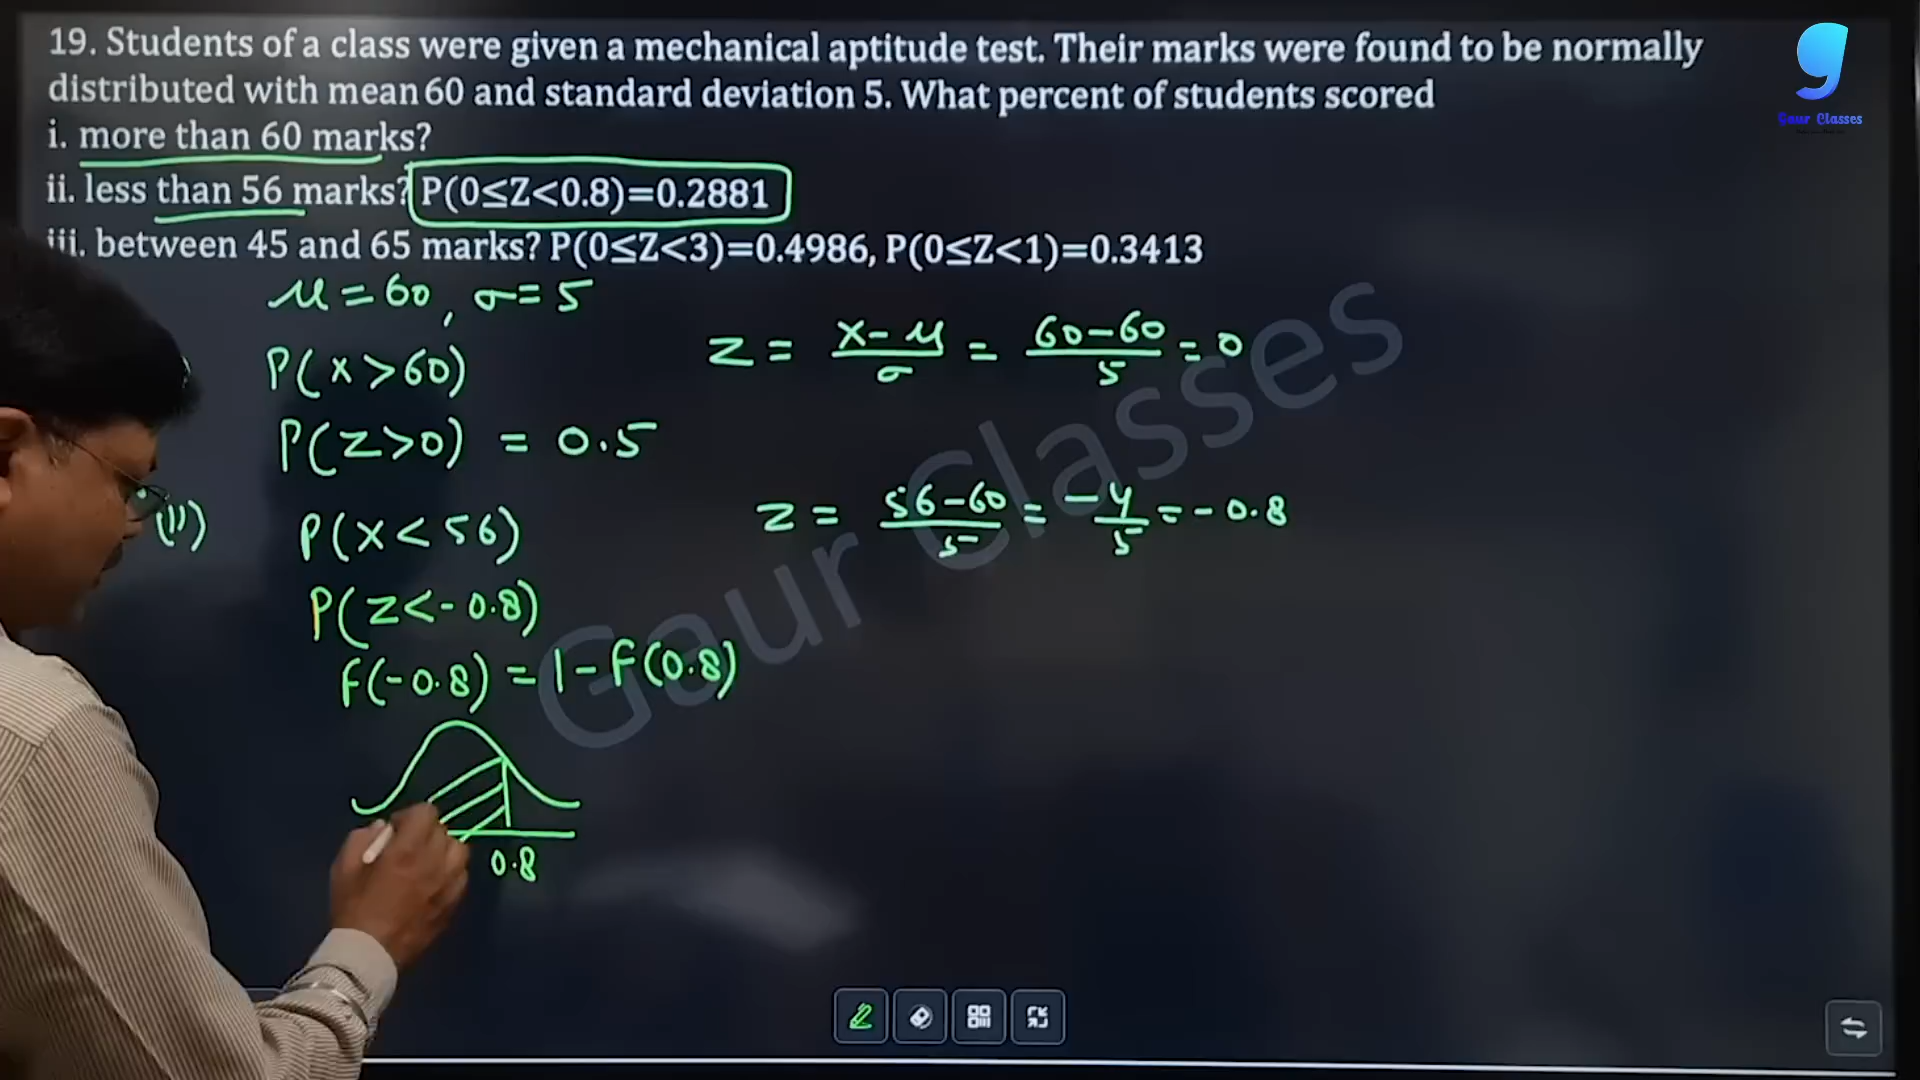 19. Students of a class were given a mechanical aptitude test. Their marks were found to be normally
distributed with mean 60 and standard deviation 5. What percent of students scored
i. more than 60 marks?
ii. less than 56 marks? P(0≤Z<0.8)=0.2881
iii. between 45 and 65 marks? P(0≤Z<3)=0.4986, P(0≤Z<1)=0.3413
μ = 60, σ = 5
P(X > 60)
Z = X-μ/σ = 60-60/5 = 0
P(Z>0) = 0.5
(ii) P(X < 56)
Z = 56-60/5 = -4/5 = -0.8
P(Z < -0.8)
F(-0.8) = 1-F(0.8)
0.8
Gaur Classes
Gaur Classes